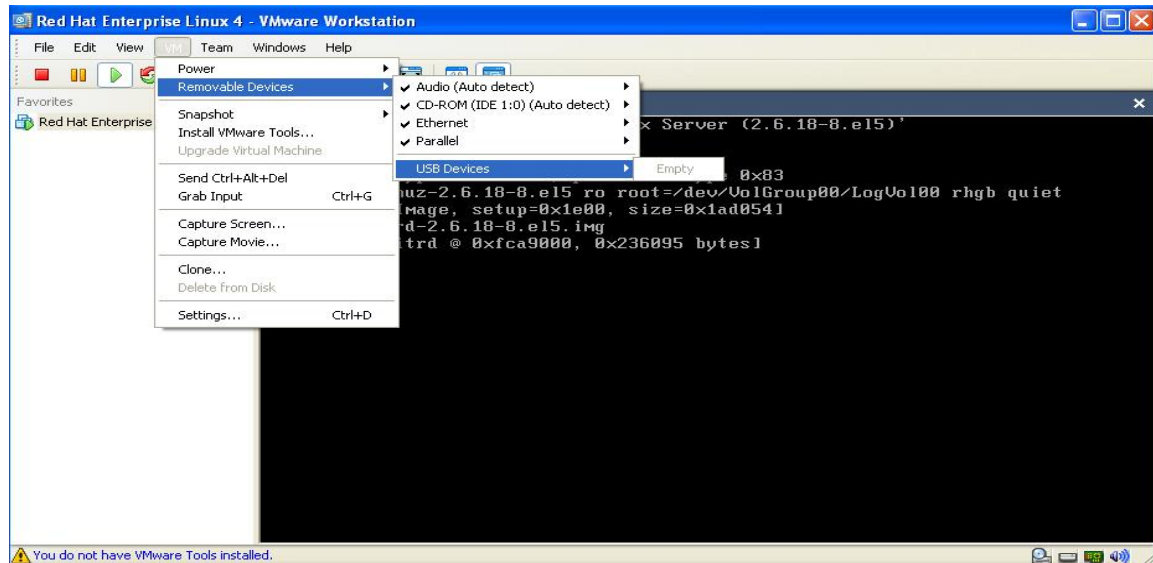 Red Hat Enterprise Linux 4 - VMware Workstation
File Edit View VM Team Windows Help
Favorites
Red Hat Enterprise
Power
Removable Devices
Snapshot
Install VMware Tools...
Upgrade Virtual Machine
Send Ctrl+Alt+Del
Grab Input Ctrl+G
Capture Screen...
Capture Movie...
Clone...
Delete from Disk
Settings... Ctrl+D
Audio (Auto detect)
CD-ROM (IDE 1:0) (Auto detect)
Ethernet
Parallel
USB Devices
Empty
x Server (2.6.18-8.el5)'
0x83
nuz-2.6.18-8.el5 ro root=/dev/VolGroup00/LogVol00 rhgb quiet
Image, setup=0x1e00, size=0x1ad054]
rd-2.6.18-8.el5.img
itrd @ 0xfca9000, 0x236095 bytes]
You do not have VMware Tools installed.